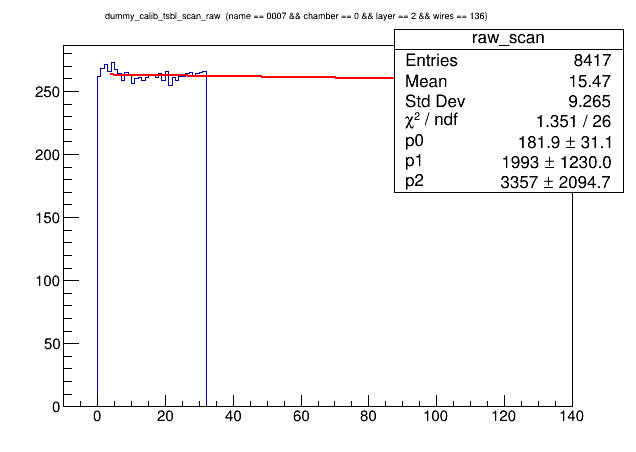 dummy_calib_tsbl_scan_raw (name == 0007 && chamber == 0 && layer == 2 && wires == 136)
raw_scan
Entries 8417
Mean 15.47
Std Dev 9.265
χ² / ndf 1.351 / 26
p0 181.9 ± 31.1
p1 1993 ± 1230.0
p2 3357 ± 2094.7
250
200
150
100
50
0
0 20 40 60 80 100 120 140